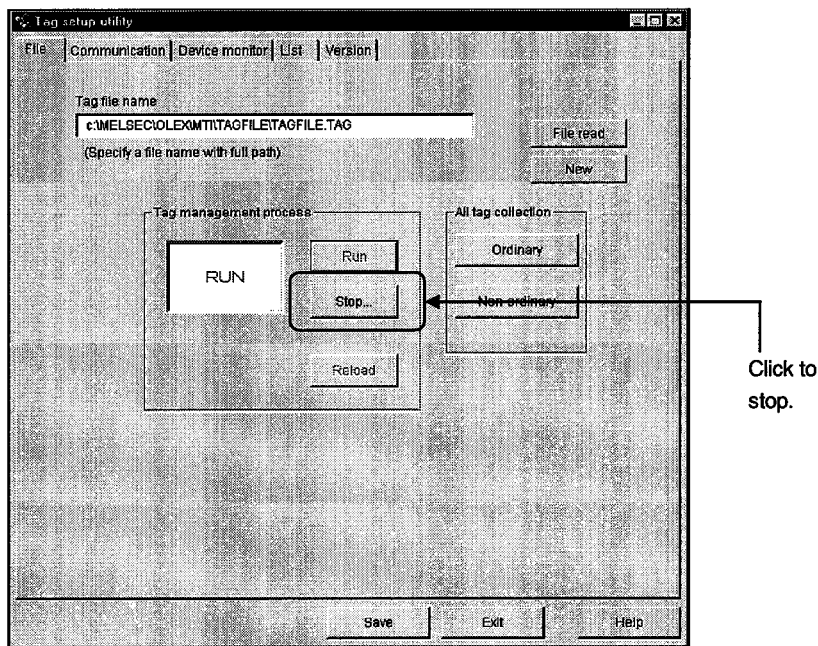 Tag setup utility
File Communication Device monitor List Version
Tag file name
c:\MELSEC\OLEX\MTI\TAGFILE\TAGFILE.TAG
(Specify a file name with full path)
File read
New
Tag management process
RUN
Run
Stop...
Reload
All tag collection
Ordinary
Non-ordinary
Click to
stop.
Save Exit Help